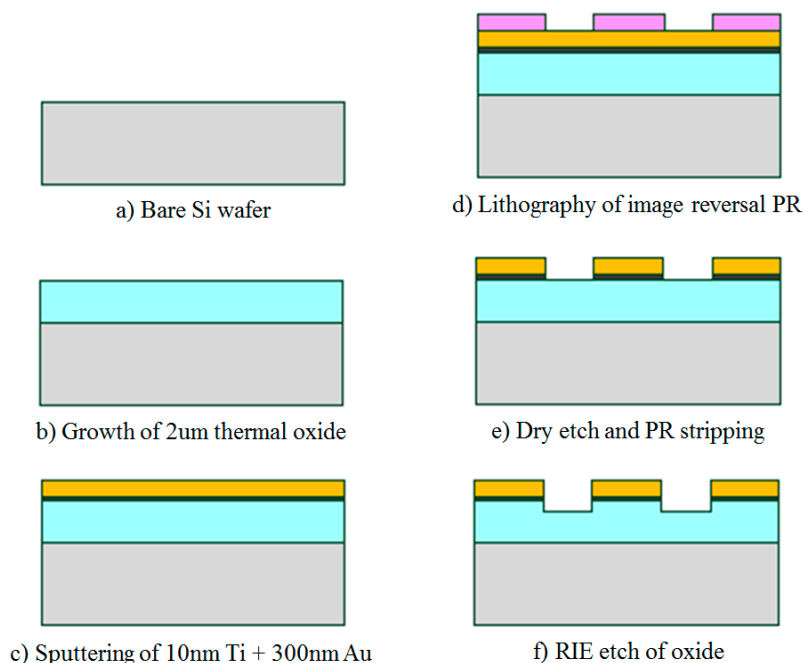 a) Bare Si wafer
b) Growth of 2um thermal oxide
c) Sputtering of 10nm Ti + 300nm Au
d) Lithography of image reversal PR
e) Dry etch and PR stripping
f) RIE etch of oxide